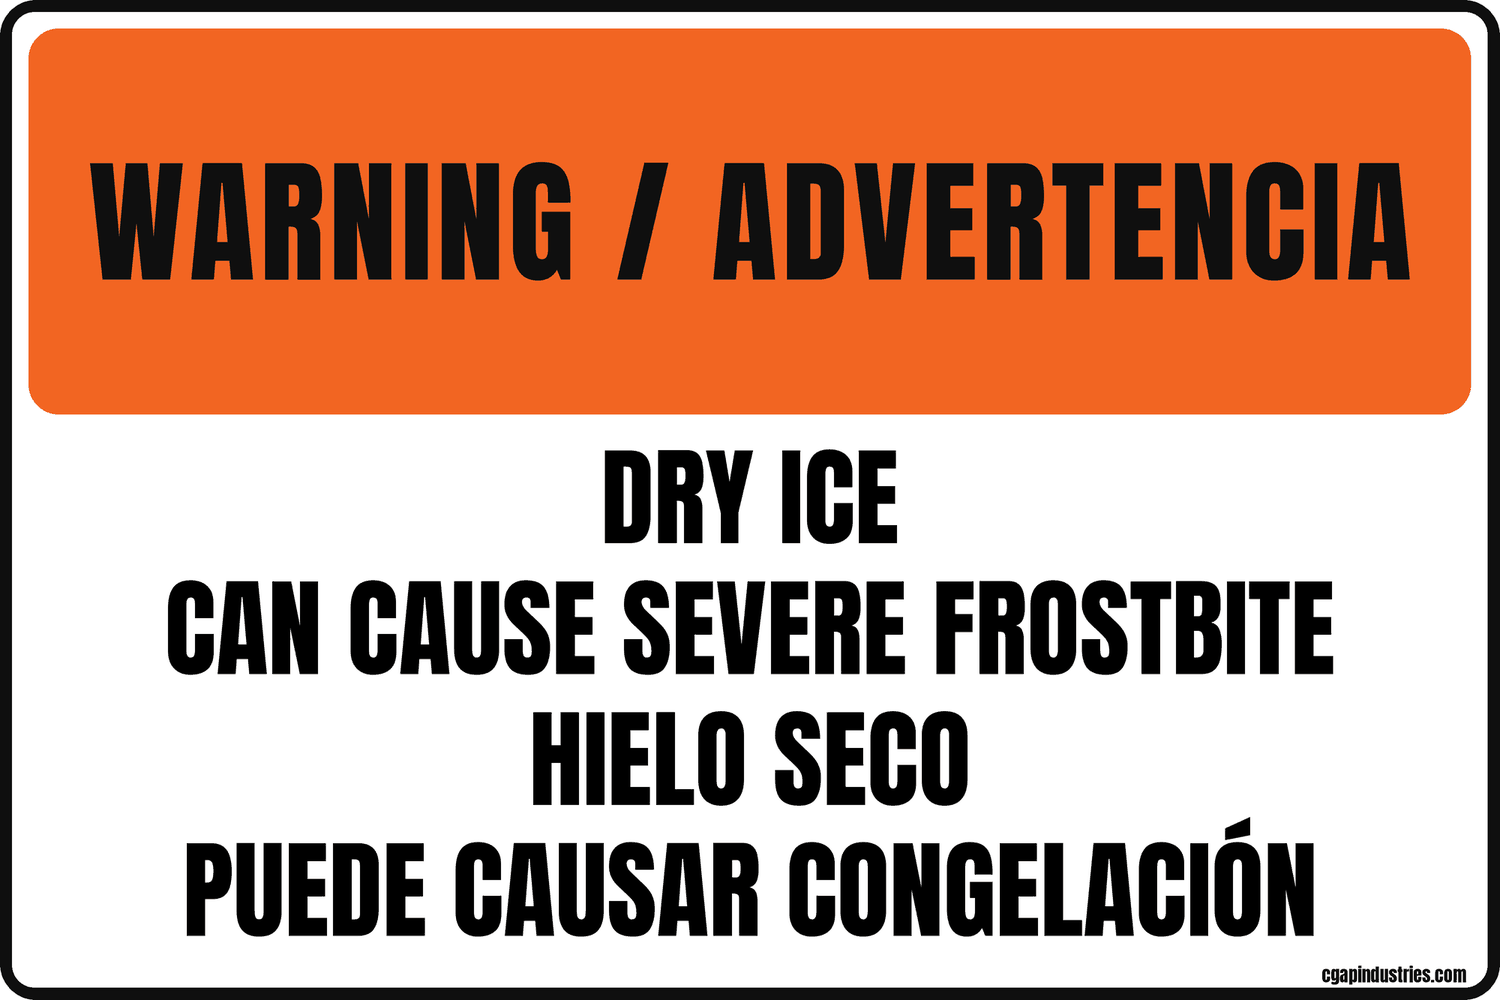 WARNING / ADVERTENCIA
DRY ICE
CAN CAUSE SEVERE FROSTBITE
HIELO SECO
PUEDE CAUSAR CONGELACIÓN
cgapindustries.com